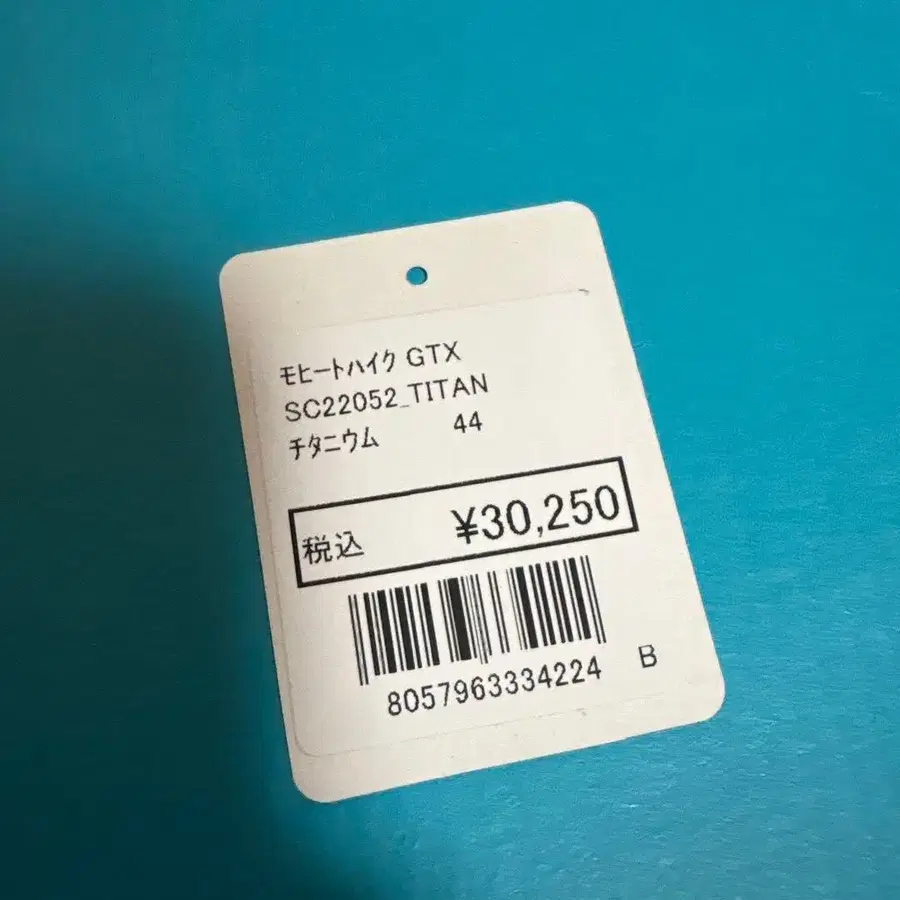 モヒートハイク GTX
SC22052_TITAN
チタニウム 44
税込 ¥30,250
8057963334224 B